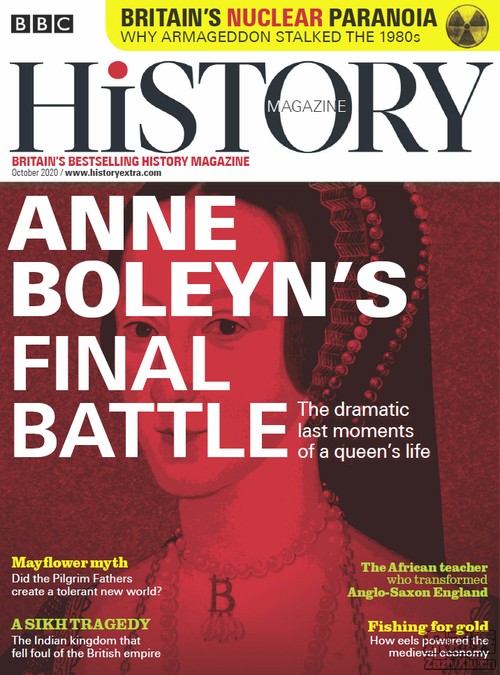 BBC
BRITAIN'S NUCLEAR PARANOIA
WHY ARMAGEDDON STALKED THE 1980s
HiSTORY
MAGAZINE
BRITAIN'S BESTSELLING HISTORY MAGAZINE
October 2020 / www.historyextra.com
ANNE
BOLEYN'S
FINAL
BATTLE
The dramatic
last moments
of a queen's life
Mayflower myth
Did the Pilgrim Fathers
create a tolerant new world?
A SIKH TRAGEDY
The Indian kingdom that
fell foul of the British empire
The African teacher
who transformed
Anglo-Saxon England
Fishing for gold
How eels powered the
medieval economy
B